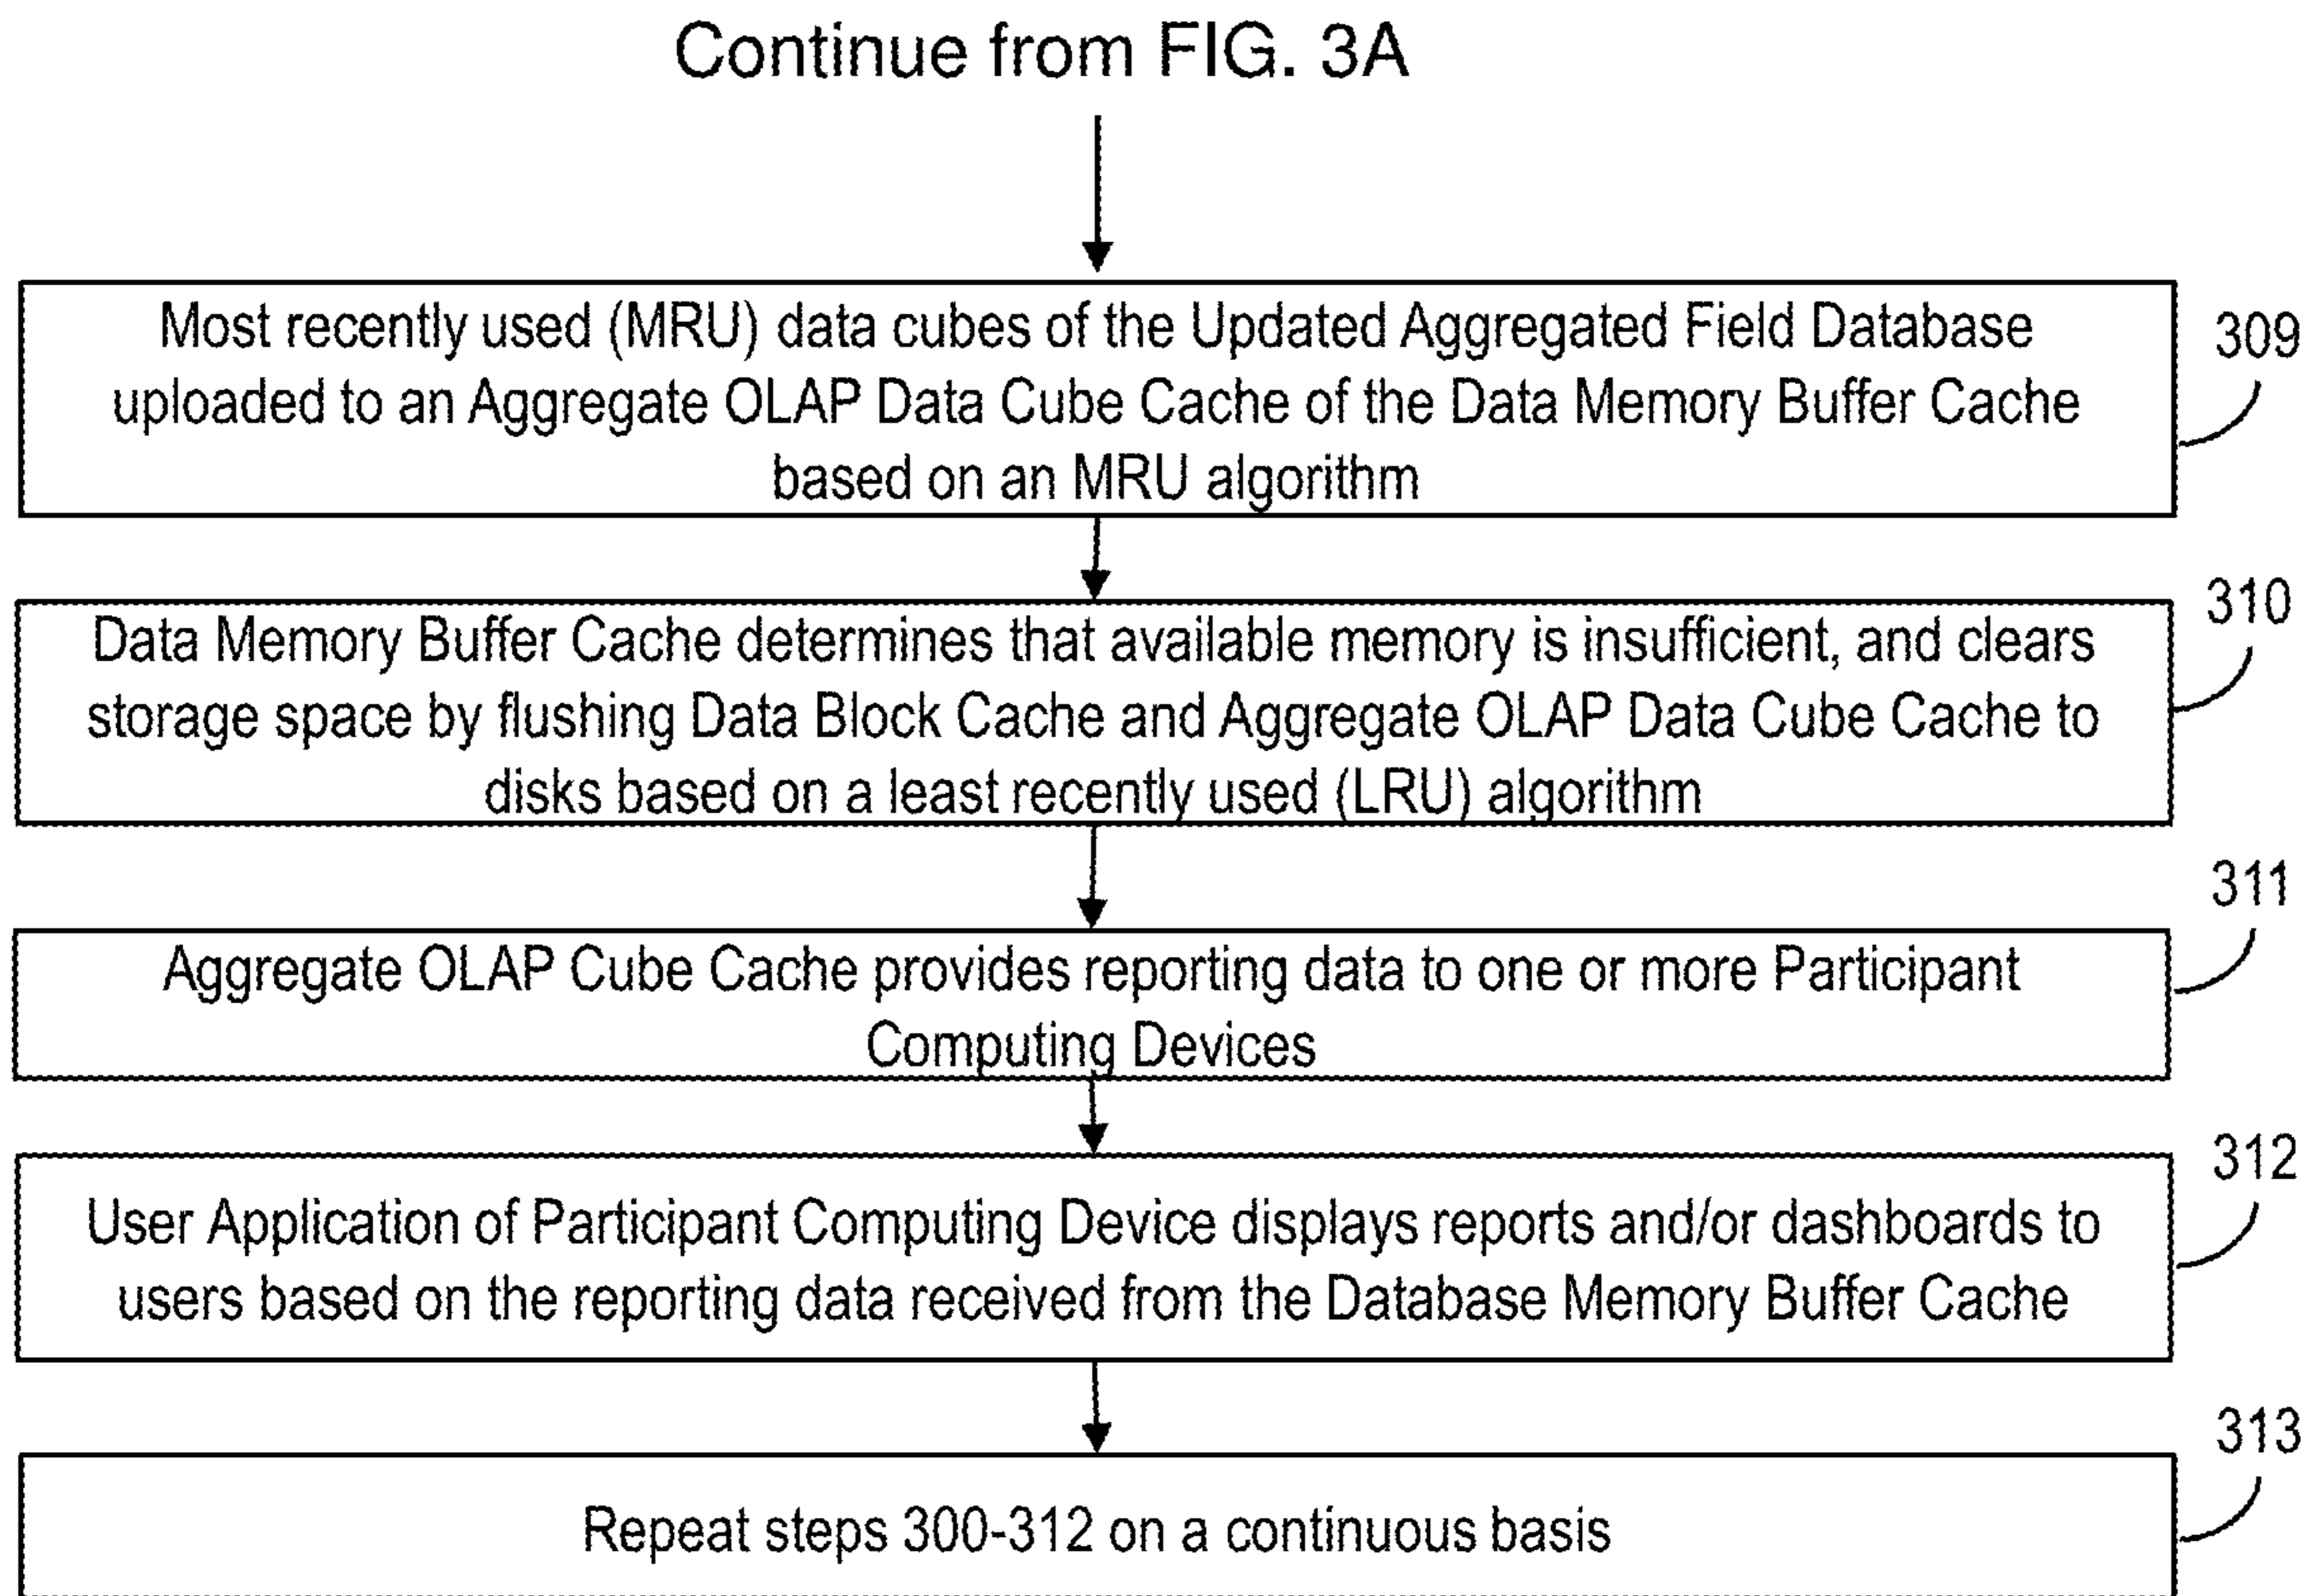 Continue from FIG. 3A
Most recently used (MRU) data cubes of the Updated Aggregated Field Database
uploaded to an Aggregate OLAP Data Cube Cache of the Data Memory Buffer Cache
based on an MRU algorithm
309
Data Memory Buffer Cache determines that available memory is insufficient, and clears
storage space by flushing Data Block Cache and Aggregate OLAP Data Cube Cache to
disks based on a least recently used (LRU) algorithm
310
Aggregate OLAP Cube Cache provides reporting data to one or more Participant
Computing Devices
311
User Application of Participant Computing Device displays reports and/or dashboards to
users based on the reporting data received from the Database Memory Buffer Cache
312
Repeat steps 300-312 on a continuous basis
313